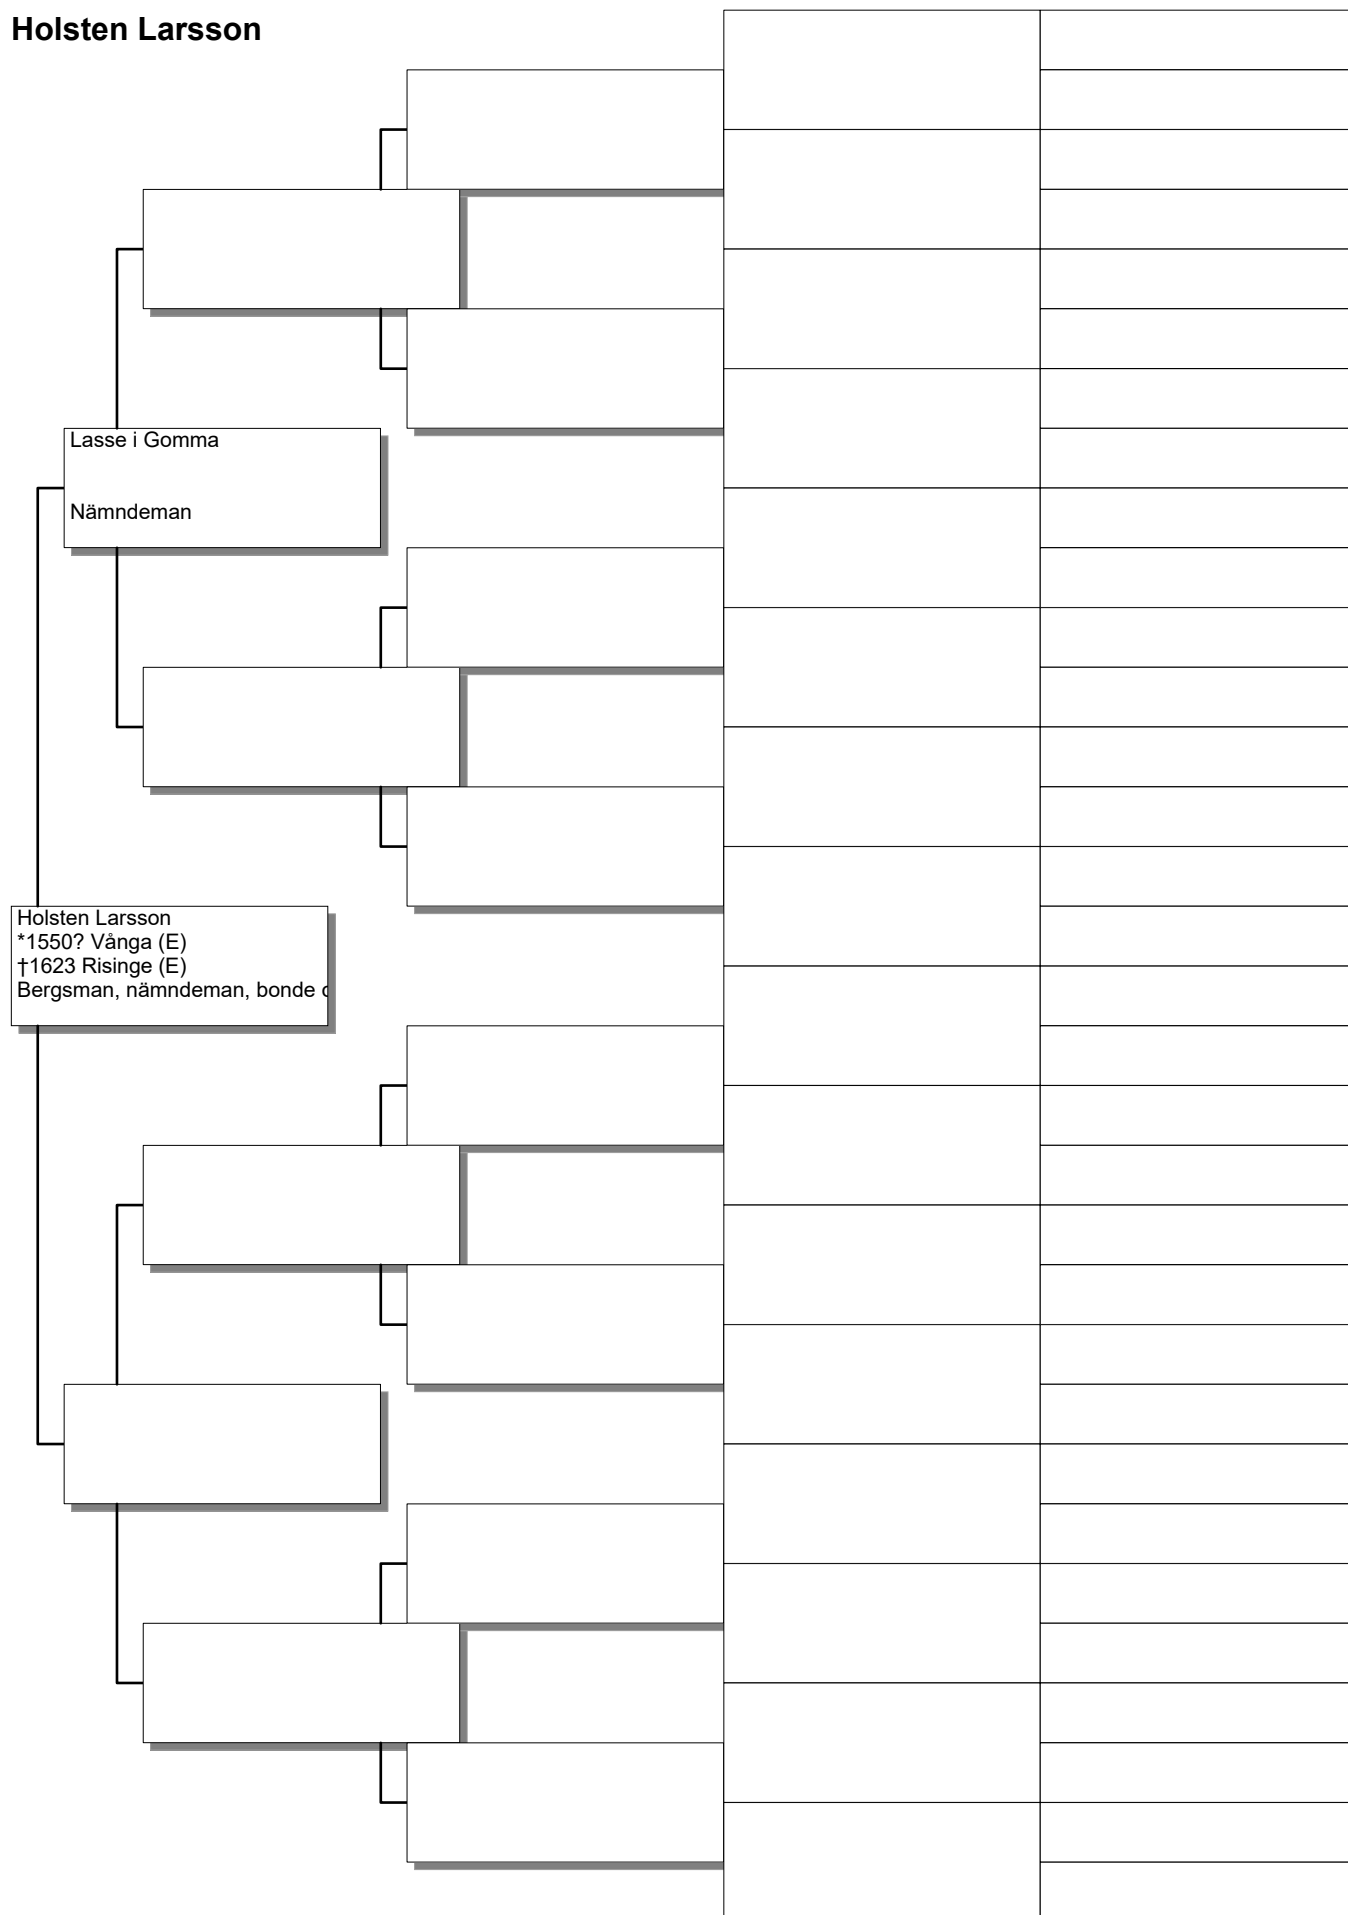 Holsten Larsson
Lasse i Gomma
Nämndeman
Holsten Larsson
*1550? Vånga (E)
†1623 Risinge (E)
Bergsman, nämndeman, bonde